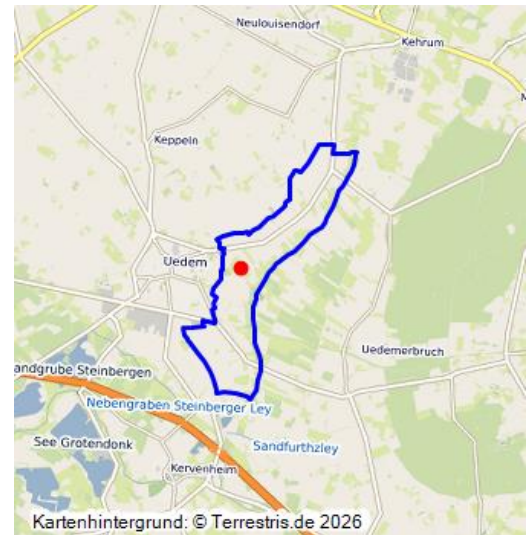 Neulouisendorf
Kehrum
Keppeln
Uedem
Uedemerbruch
andgrube Steinbergen
Nebengraben Steinberger Ley
See Grotendonk
Sandfurthzley
Kervenheim
Kartenhintergrund: © Terrestris.de 2026